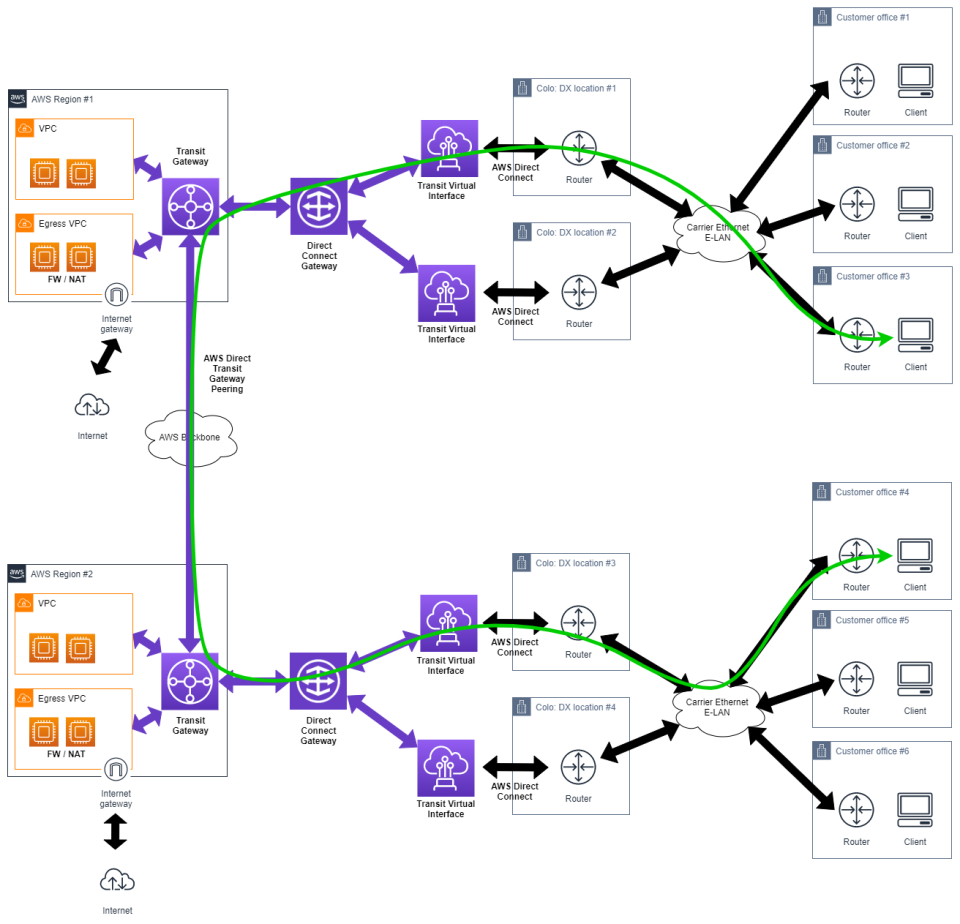 Customer office #1
Router
Client
Customer office #2
Router
Client
Customer office #3
Router
Client
aws
AWS Region #1
VPC
Egress VPC
FW / NAT
Internet
gateway
Internet
Transit
Gateway
Direct
Connect
Gateway
Transit Virtual
Interface
Transit Virtual
Interface
AWS Direct
Connect
AWS Direct
Connect
Colo: DX location #1
Router
Colo: DX location #2
Router
Carrier Ethernet
E-LAN
AWS Direct
Transit
Gateway
Peering
AWS Backbone
aws
AWS Region #2
VPC
Egress VPC
FW / NAT
Internet
gateway
Internet
Transit
Gateway
Direct
Connect
Gateway
Transit Virtual
Interface
Transit Virtual
Interface
AWS Direct
Connect
AWS Direct
Connect
Colo: DX location #3
Router
Colo: DX location #4
Router
Carrier Ethernet
E-LAN
Customer office #4
Router
Client
Customer office #5
Router
Client
Customer office #6
Router
Client